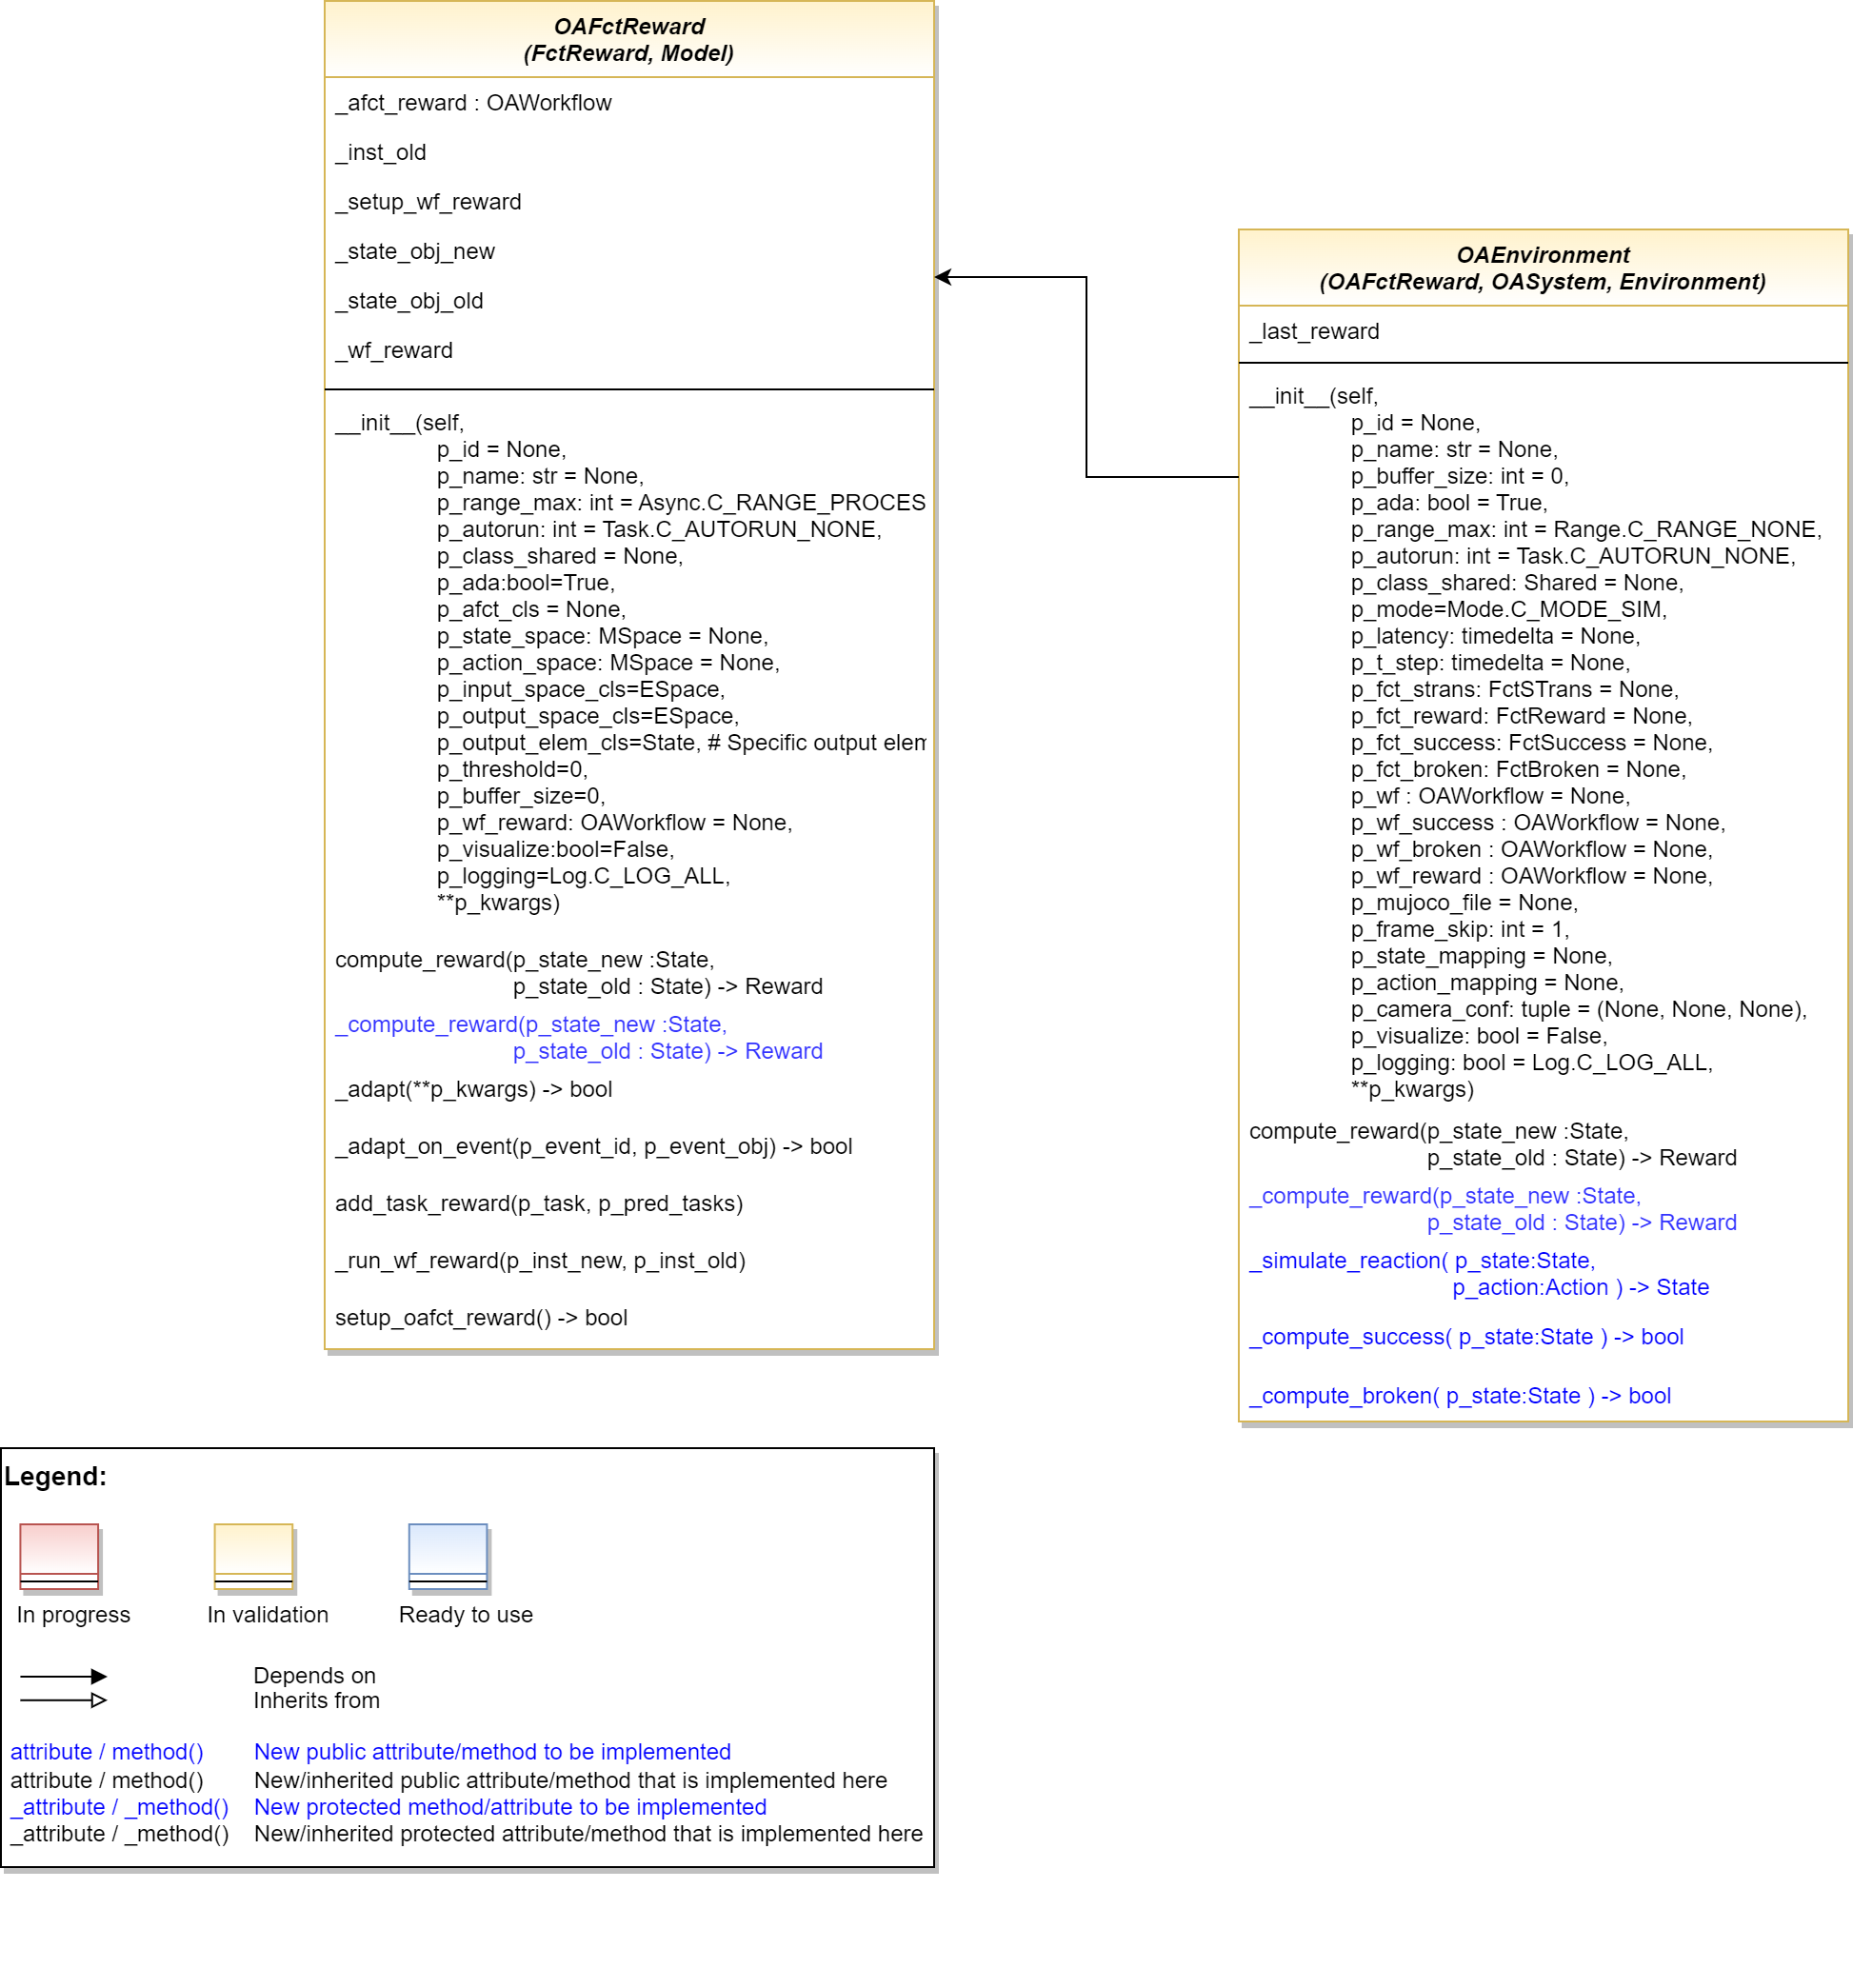 OAFctReward
(FctReward, Model)
_afct_reward : OAWorkflow
_inst_old
_setup_wf_reward
_state_obj_new
_state_obj_old
_wf_reward
__init__(self,
p_id = None,
p_name: str = None,
p_range_max: int = Async.C_RANGE_PROCES
p_autorun: int = Task.C_AUTORUN_NONE,
p_class_shared = None,
p_ada:bool=True,
p_afct_cls = None,
p_state_space: MSpace = None,
p_action_space: MSpace = None,
p_input_space_cls=ESpace,
p_output_space_cls=ESpace,
p_output_elem_cls=State, # Specific output elem
p_threshold=0,
p_buffer_size=0,
p_wf_reward: OAWorkflow = None,
p_visualize:bool=False,
p_logging=Log.C_LOG_ALL,
**p_kwargs)
compute_reward(p_state_new :State,
p_state_old : State) -> Reward
_compute_reward(p_state_new :State,
p_state_old : State) -> Reward
_adapt(**p_kwargs) -> bool
_adapt_on_event(p_event_id, p_event_obj) -> bool
add_task_reward(p_task, p_pred_tasks)
_run_wf_reward(p_inst_new, p_inst_old)
setup_oafct_reward() -> bool
OAEnvironment
(OAFctReward, OASystem, Environment)
_last_reward
__init__(self,
p_id = None,
p_name: str = None,
p_buffer_size: int = 0,
p_ada: bool = True,
p_range_max: int = Range.C_RANGE_NONE,
p_autorun: int = Task.C_AUTORUN_NONE,
p_class_shared: Shared = None,
p_mode=Mode.C_MODE_SIM,
p_latency: timedelta = None,
p_t_step: timedelta = None,
p_fct_strans: FctSTrans = None,
p_fct_reward: FctReward = None,
p_fct_success: FctSuccess = None,
p_fct_broken: FctBroken = None,
p_wf : OAWorkflow = None,
p_wf_success : OAWorkflow = None,
p_wf_broken : OAWorkflow = None,
p_wf_reward : OAWorkflow = None,
p_mujoco_file = None,
p_frame_skip: int = 1,
p_state_mapping = None,
p_action_mapping = None,
p_camera_conf: tuple = (None, None, None),
p_visualize: bool = False,
p_logging: bool = Log.C_LOG_ALL,
**p_kwargs)
compute_reward(p_state_new :State,
p_state_old : State) -> Reward
_compute_reward(p_state_new :State,
p_state_old : State) -> Reward
_simulate_reaction( p_state:State,
p_action:Action ) -> State
_compute_success( p_state:State ) -> bool
_compute_broken( p_state:State ) -> bool
Legend:
In progress
In validation
Ready to use
Depends on
Inherits from
attribute / method() New public attribute/method to be implemented
attribute / method() New/inherited public attribute/method that is implemented here
_attribute / _method() New protected method/attribute to be implemented
_attribute / _method() New/inherited protected attribute/method that is implemented here